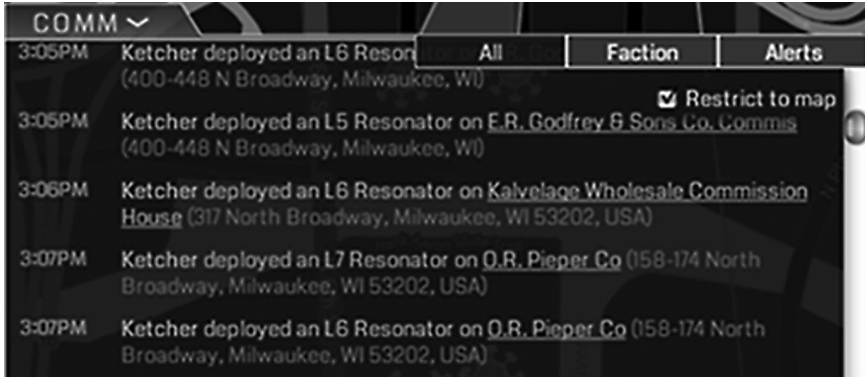 COMM
All Faction Alerts
Restrict to map
3:05PM Ketcher deployed an L6 Reson
(400-448 N Broadway, Milwaukee, WI)
3:05PM Ketcher deployed an L5 Resonator on E.R. Godfrey & Sons Co. Commis
(400-448 N Broadway, Milwaukee, WI)
3:06PM Ketcher deployed an L6 Resonator on Kalvelage Wholesale Commission
House (317 North Broadway, Milwaukee, WI 53202, USA)
3:07PM Ketcher deployed an L7 Resonator on O.R. Pieper Co (158-174 North
Broadway, Milwaukee, WI 53202, USA)
3:07PM Ketcher deployed an L6 Resonator on O.R. Pieper Co (158-174 North
Broadway, Milwaukee, WI 53202, USA)